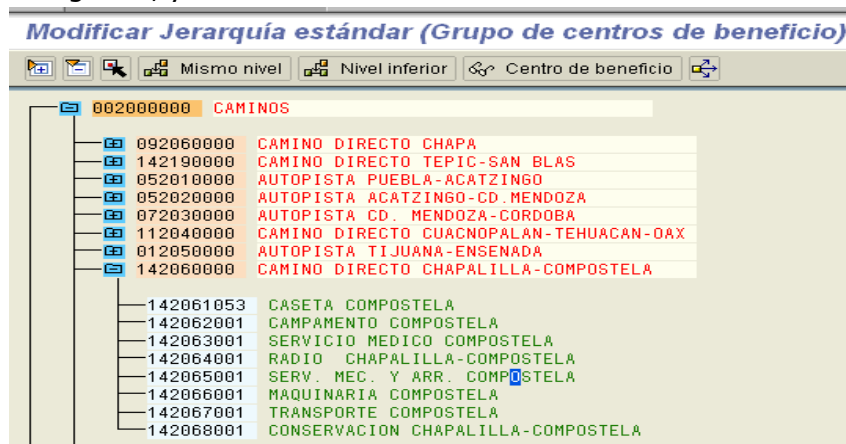 Modificar Jerarquía estándar (Grupo de centros de beneficio)
Mismo nivel Nivel inferior Centro de beneficio
002000000 CAMINOS
092060000 CAMINO DIRECTO CHAPA
142190000 CAMINO DIRECTO TEPIC-SAN BLAS
052010000 AUTOPISTA PUEBLA-ACATZINGO
052020000 AUTOPISTA ACATZINGO-CD.MENDOZA
072030000 AUTOPISTA CD. MENDOZA-CORDOBA
112040000 CAMINO DIRECTO CUACNOPALAN-TEHUACAN-OAX
012050000 AUTOPISTA TIJUANA-ENSENADA
142060000 CAMINO DIRECTO CHAPALILLA-COMPOSTELA
142061053 CASETA COMPOSTELA
142062001 CAMPAMENTO COMPOSTELA
142063001 SERVICIO MEDICO COMPOSTELA
142064001 RADIO CHAPALILLA-COMPOSTELA
142065001 SERV. MEC. Y ARR. COMPOSTELA
142066001 MAQUINARIA COMPOSTELA
142067001 TRANSPORTE COMPOSTELA
142068001 CONSERVACION CHAPALILLA-COMPOSTELA